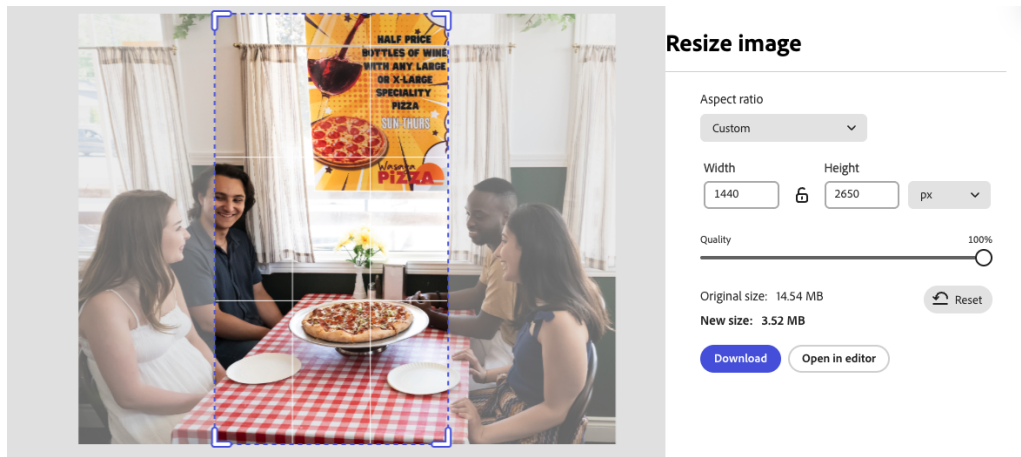 HALF PRICE
BOTTLES OF WINE
WITH ANY LARGE
OR X-LARGE
SPECIALITY
PIZZA
SUN-THURS
Wasaga
PIZZA
Resize image
Aspect ratio
Custom
Width
Height
1440
2650
px
Quality
100%
Original size: 14.54 MB
Reset
New size: 3.52 MB
Download
Open in editor